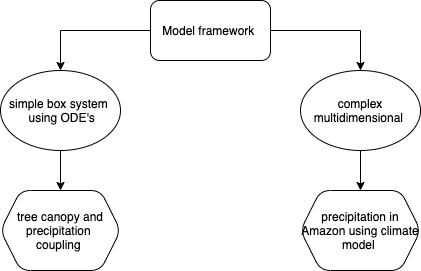 Model framework
simple box system
using ODE's
complex
multidimensional
tree canopy and
precipitation
coupling
precipitation in
Amazon using climate
model